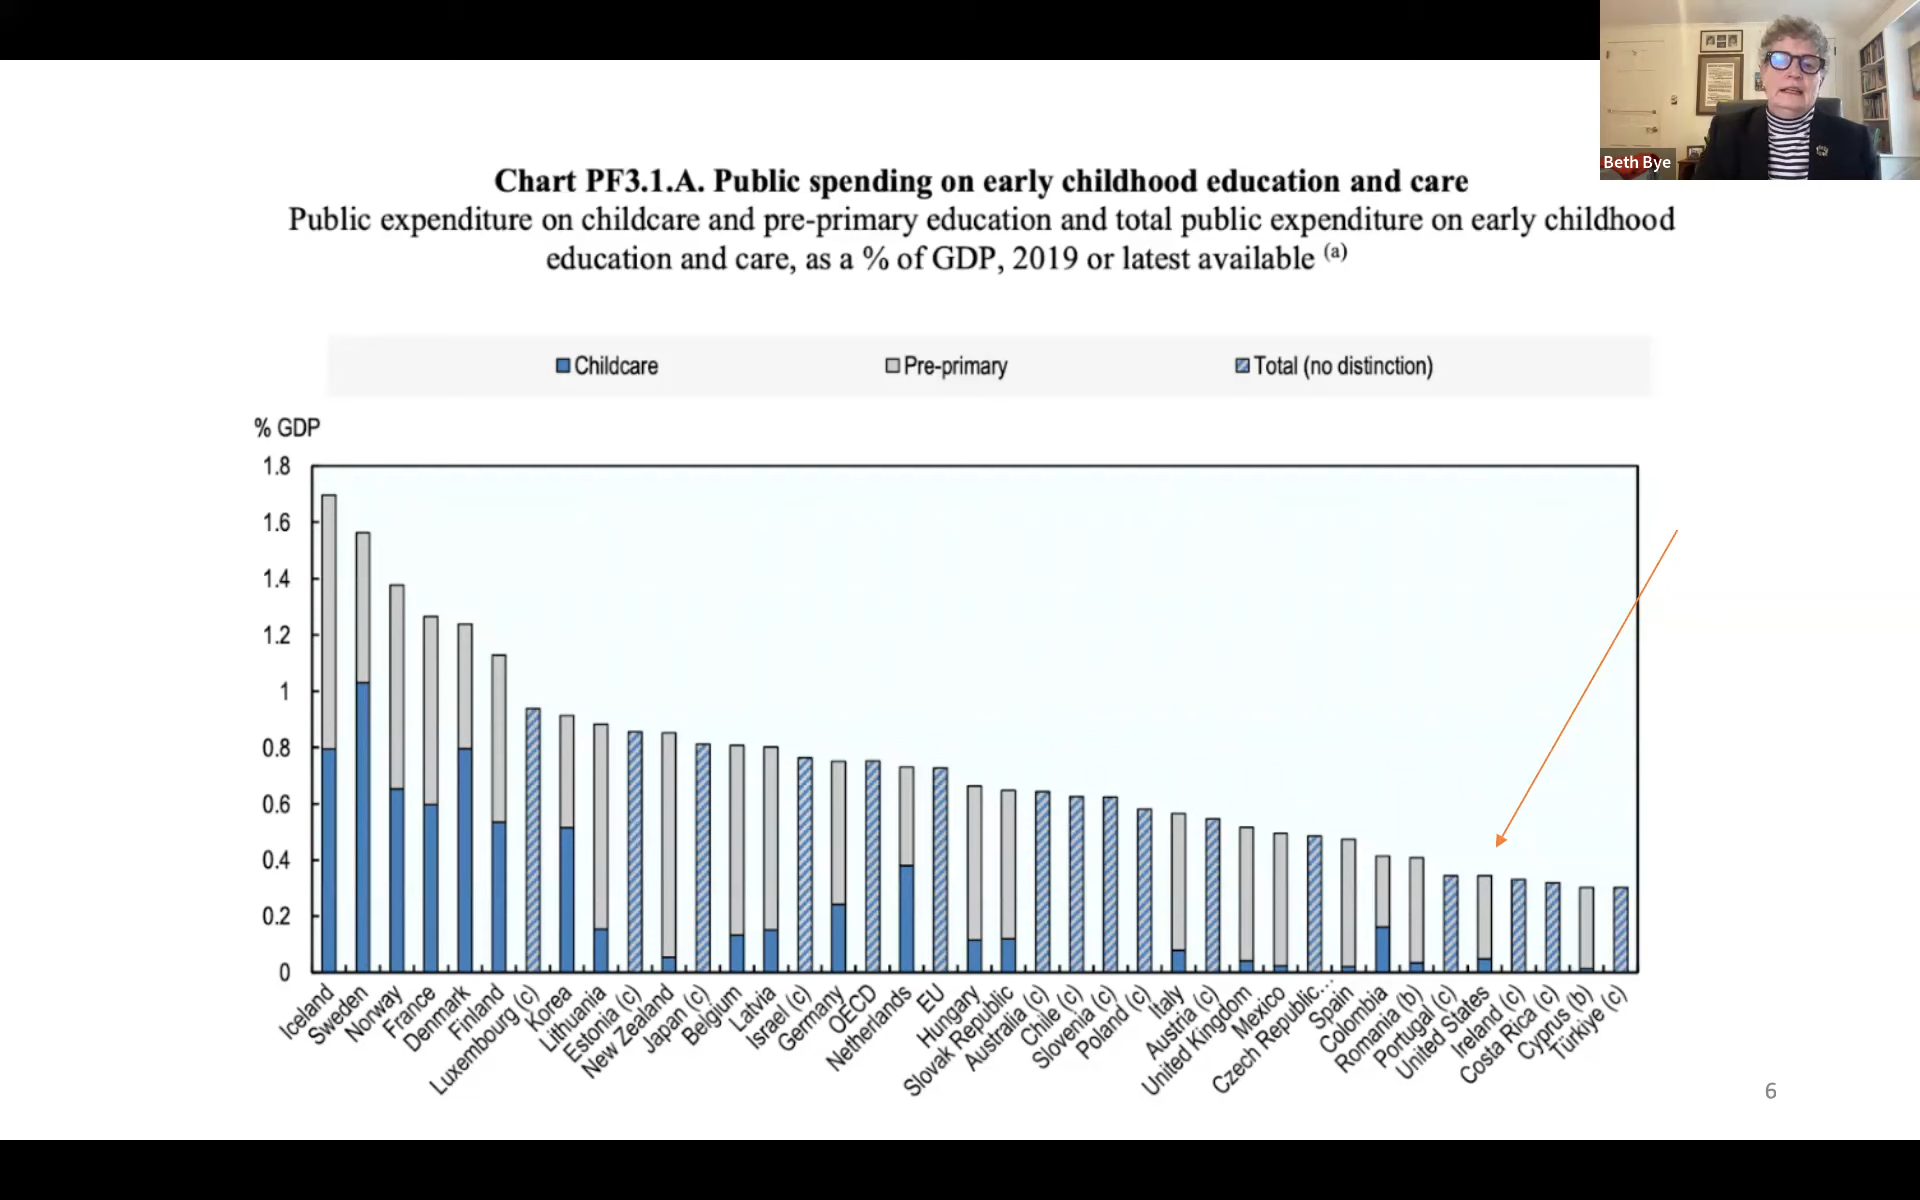 Beth Bye
Chart PF3.1.A. Public spending on early childhood education and care
Public expenditure on childcare and pre-primary education and total public expenditure on early childhood
education and care, as a % of GDP, 2019 or latest available (a)
Childcare
Pre-primary
Total (no distinction)
% GDP
1.8
1.6
1.4
1.2
1
0.8
0.6
0.4
0.2
0
Iceland
Sweden
Norway
France
Denmark
Finland
Luxembourg (c)
Korea
Lithuania
Estonia (c)
New Zealand
Japan (c)
Belgium
Latvia
Israel (c)
Germany
OECD
Netherlands
EU
Hungary
Slovak Republic
Australia (c)
Chile (c)
Slovenia (c)
Poland (c)
Italy
Austria (c)
United Kingdom
Mexico
Czech Republic…
Spain
Colombia
Romania (b)
Portugal (c)
United States
Ireland (c)
Costa Rica (c)
Cyprus (b)
Türkiye (c)
6